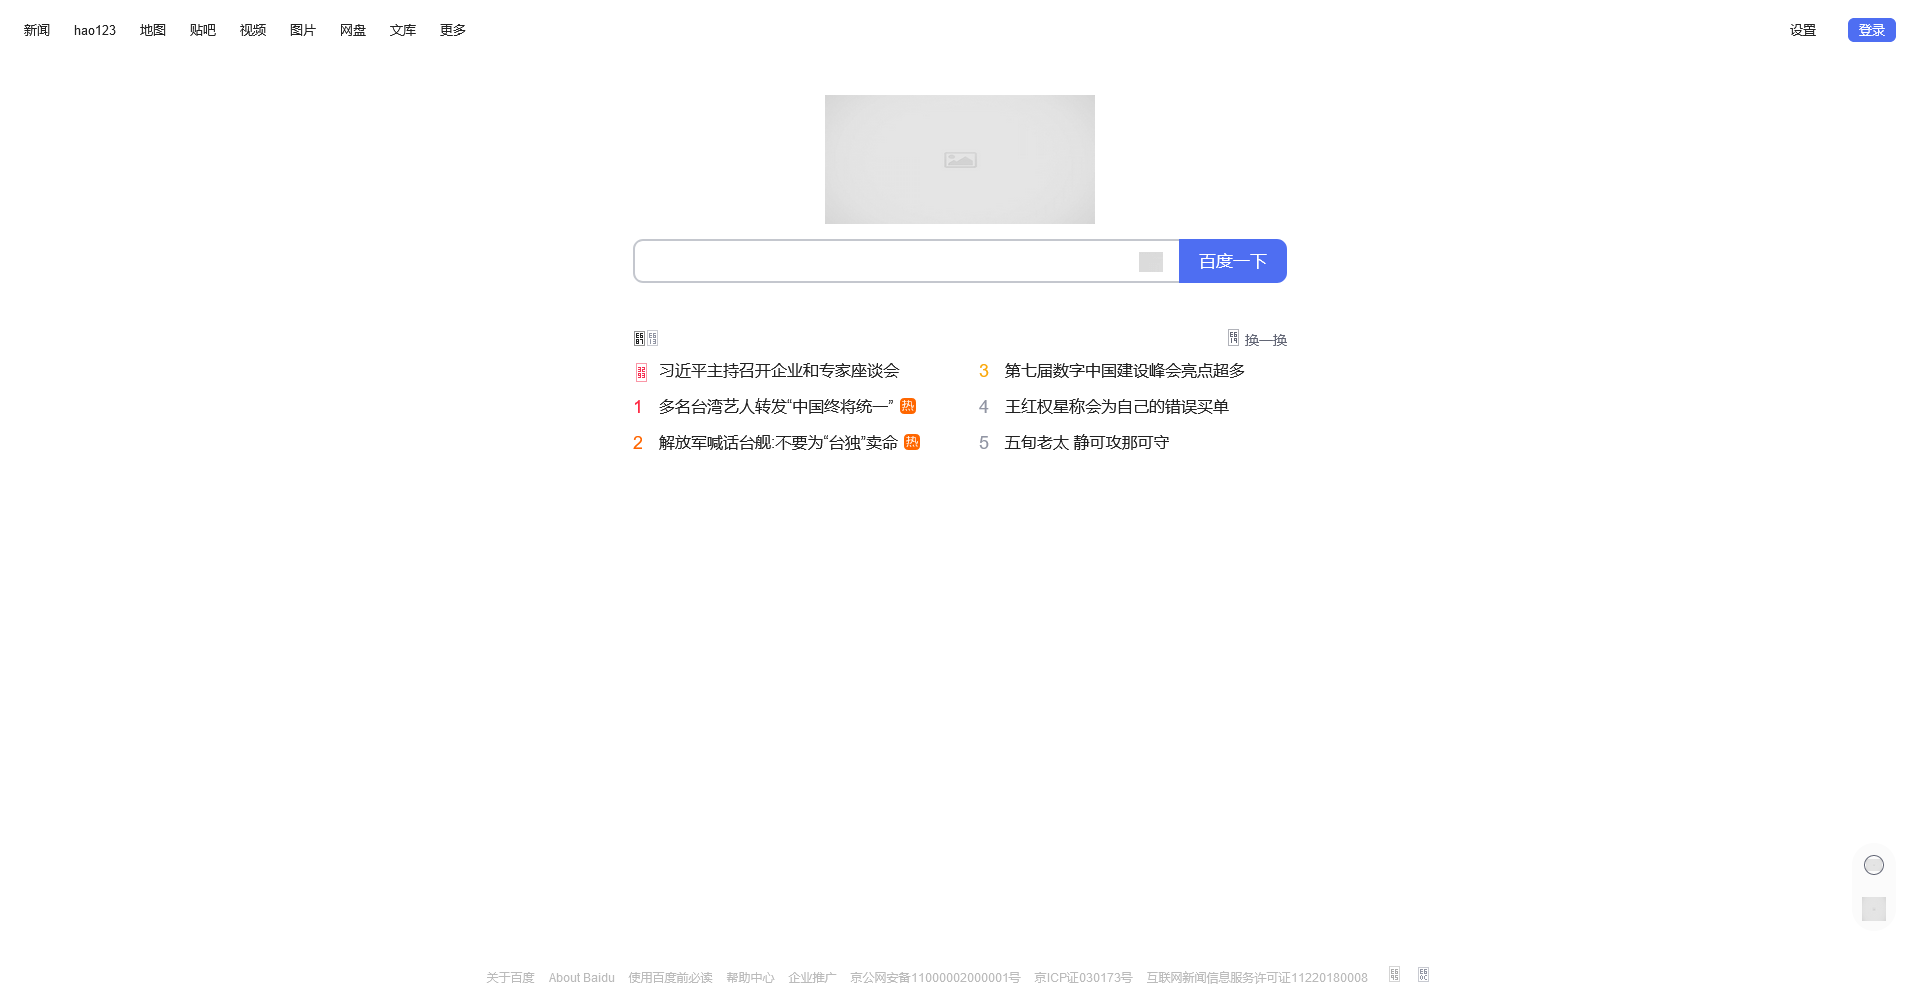 新闻 hao123 地图 贴吧 视频 图片 网盘 文库 更多 设置 登录
百度一下
换一换
习近平主持召开企业和专家座谈会
1 多名台湾艺人转发“中国终将统一” 热
2 解放军喊话台舰:不要为“台独”卖命 热
3 第七届数字中国建设峰会亮点超多
4 王红权星称会为自己的错误买单
5 五旬老太 静可攻那可守
关于百度 About Baidu 使用百度前必读 帮助中心 企业推广 京公网安备11000002000001号 京ICP证030173号 互联网新闻信息服务许可证11220180008